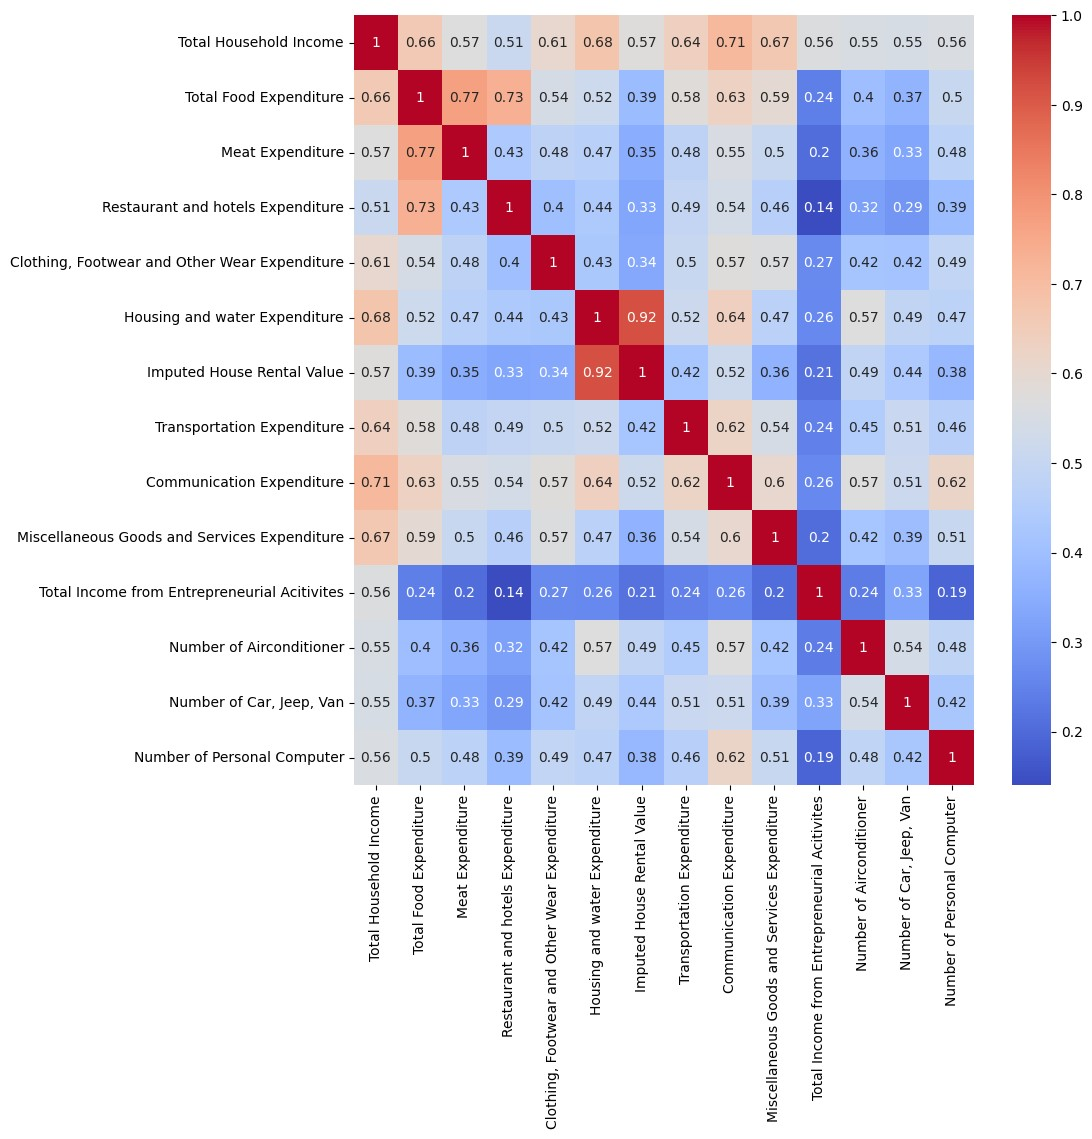 Total Household Income 1 0.66 0.57 0.51 0.61 0.68 0.57 0.64 0.71 0.67 0.56 0.55 0.55 0.56
Total Food Expenditure 0.66 1 0.77 0.73 0.54 0.52 0.39 0.58 0.63 0.59 0.24 0.4 0.37 0.5
Meat Expenditure 0.57 0.77 1 0.43 0.48 0.47 0.35 0.48 0.55 0.5 0.2 0.36 0.33 0.48
Restaurant and hotels Expenditure 0.51 0.73 0.43 1 0.4 0.44 0.33 0.49 0.54 0.46 0.14 0.32 0.29 0.39
Clothing, Footwear and Other Wear Expenditure 0.61 0.54 0.48 0.4 1 0.43 0.34 0.5 0.57 0.57 0.27 0.42 0.42 0.49
Housing and water Expenditure 0.68 0.52 0.47 0.44 0.43 1 0.92 0.52 0.64 0.47 0.26 0.57 0.49 0.47
Imputed House Rental Value 0.57 0.39 0.35 0.33 0.34 0.92 1 0.42 0.52 0.36 0.21 0.49 0.44 0.38
Transportation Expenditure 0.64 0.58 0.48 0.49 0.5 0.52 0.42 1 0.62 0.54 0.24 0.45 0.51 0.46
Communication Expenditure 0.71 0.63 0.55 0.54 0.57 0.64 0.52 0.62 1 0.6 0.26 0.57 0.51 0.62
Miscellaneous Goods and Services Expenditure 0.67 0.59 0.5 0.46 0.57 0.47 0.36 0.54 0.6 1 0.2 0.42 0.39 0.51
Total Income from Entrepreneurial Acitivites 0.56 0.24 0.2 0.14 0.27 0.26 0.21 0.24 0.26 0.2 1 0.24 0.33 0.19
Number of Airconditioner 0.55 0.4 0.36 0.32 0.42 0.57 0.49 0.45 0.57 0.42 0.24 1 0.54 0.48
Number of Car, Jeep, Van 0.55 0.37 0.33 0.29 0.42 0.49 0.44 0.51 0.51 0.39 0.33 0.54 1 0.42
Number of Personal Computer 0.56 0.5 0.48 0.39 0.49 0.47 0.38 0.46 0.62 0.51 0.19 0.48 0.42 1
Total Household Income
Total Food Expenditure
Meat Expenditure
Restaurant and hotels Expenditure
Clothing, Footwear and Other Wear Expenditure
Housing and water Expenditure
Imputed House Rental Value
Transportation Expenditure
Communication Expenditure
Miscellaneous Goods and Services Expenditure
Total Income from Entrepreneurial Acitivites
Number of Airconditioner
Number of Car, Jeep, Van
Number of Personal Computer
1.0
0.9
0.8
0.7
0.6
0.5
0.4
0.3
0.2